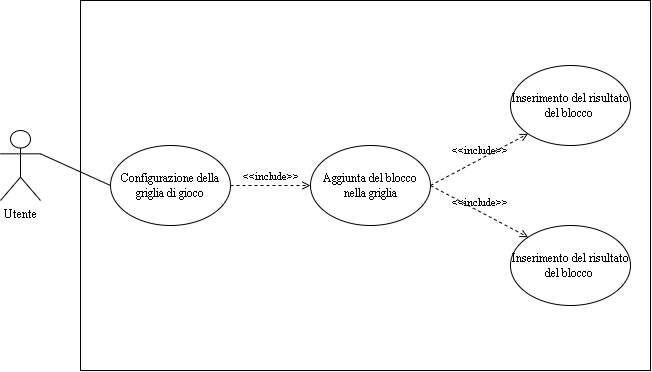 Inserimento del risultato
del blocco
<<include>>
Configurazione della
griglia di gioco
<<include>>
Aggiunta del blocco
nella griglia
<<include>>
Utente
Inserimento del risultato
del blocco